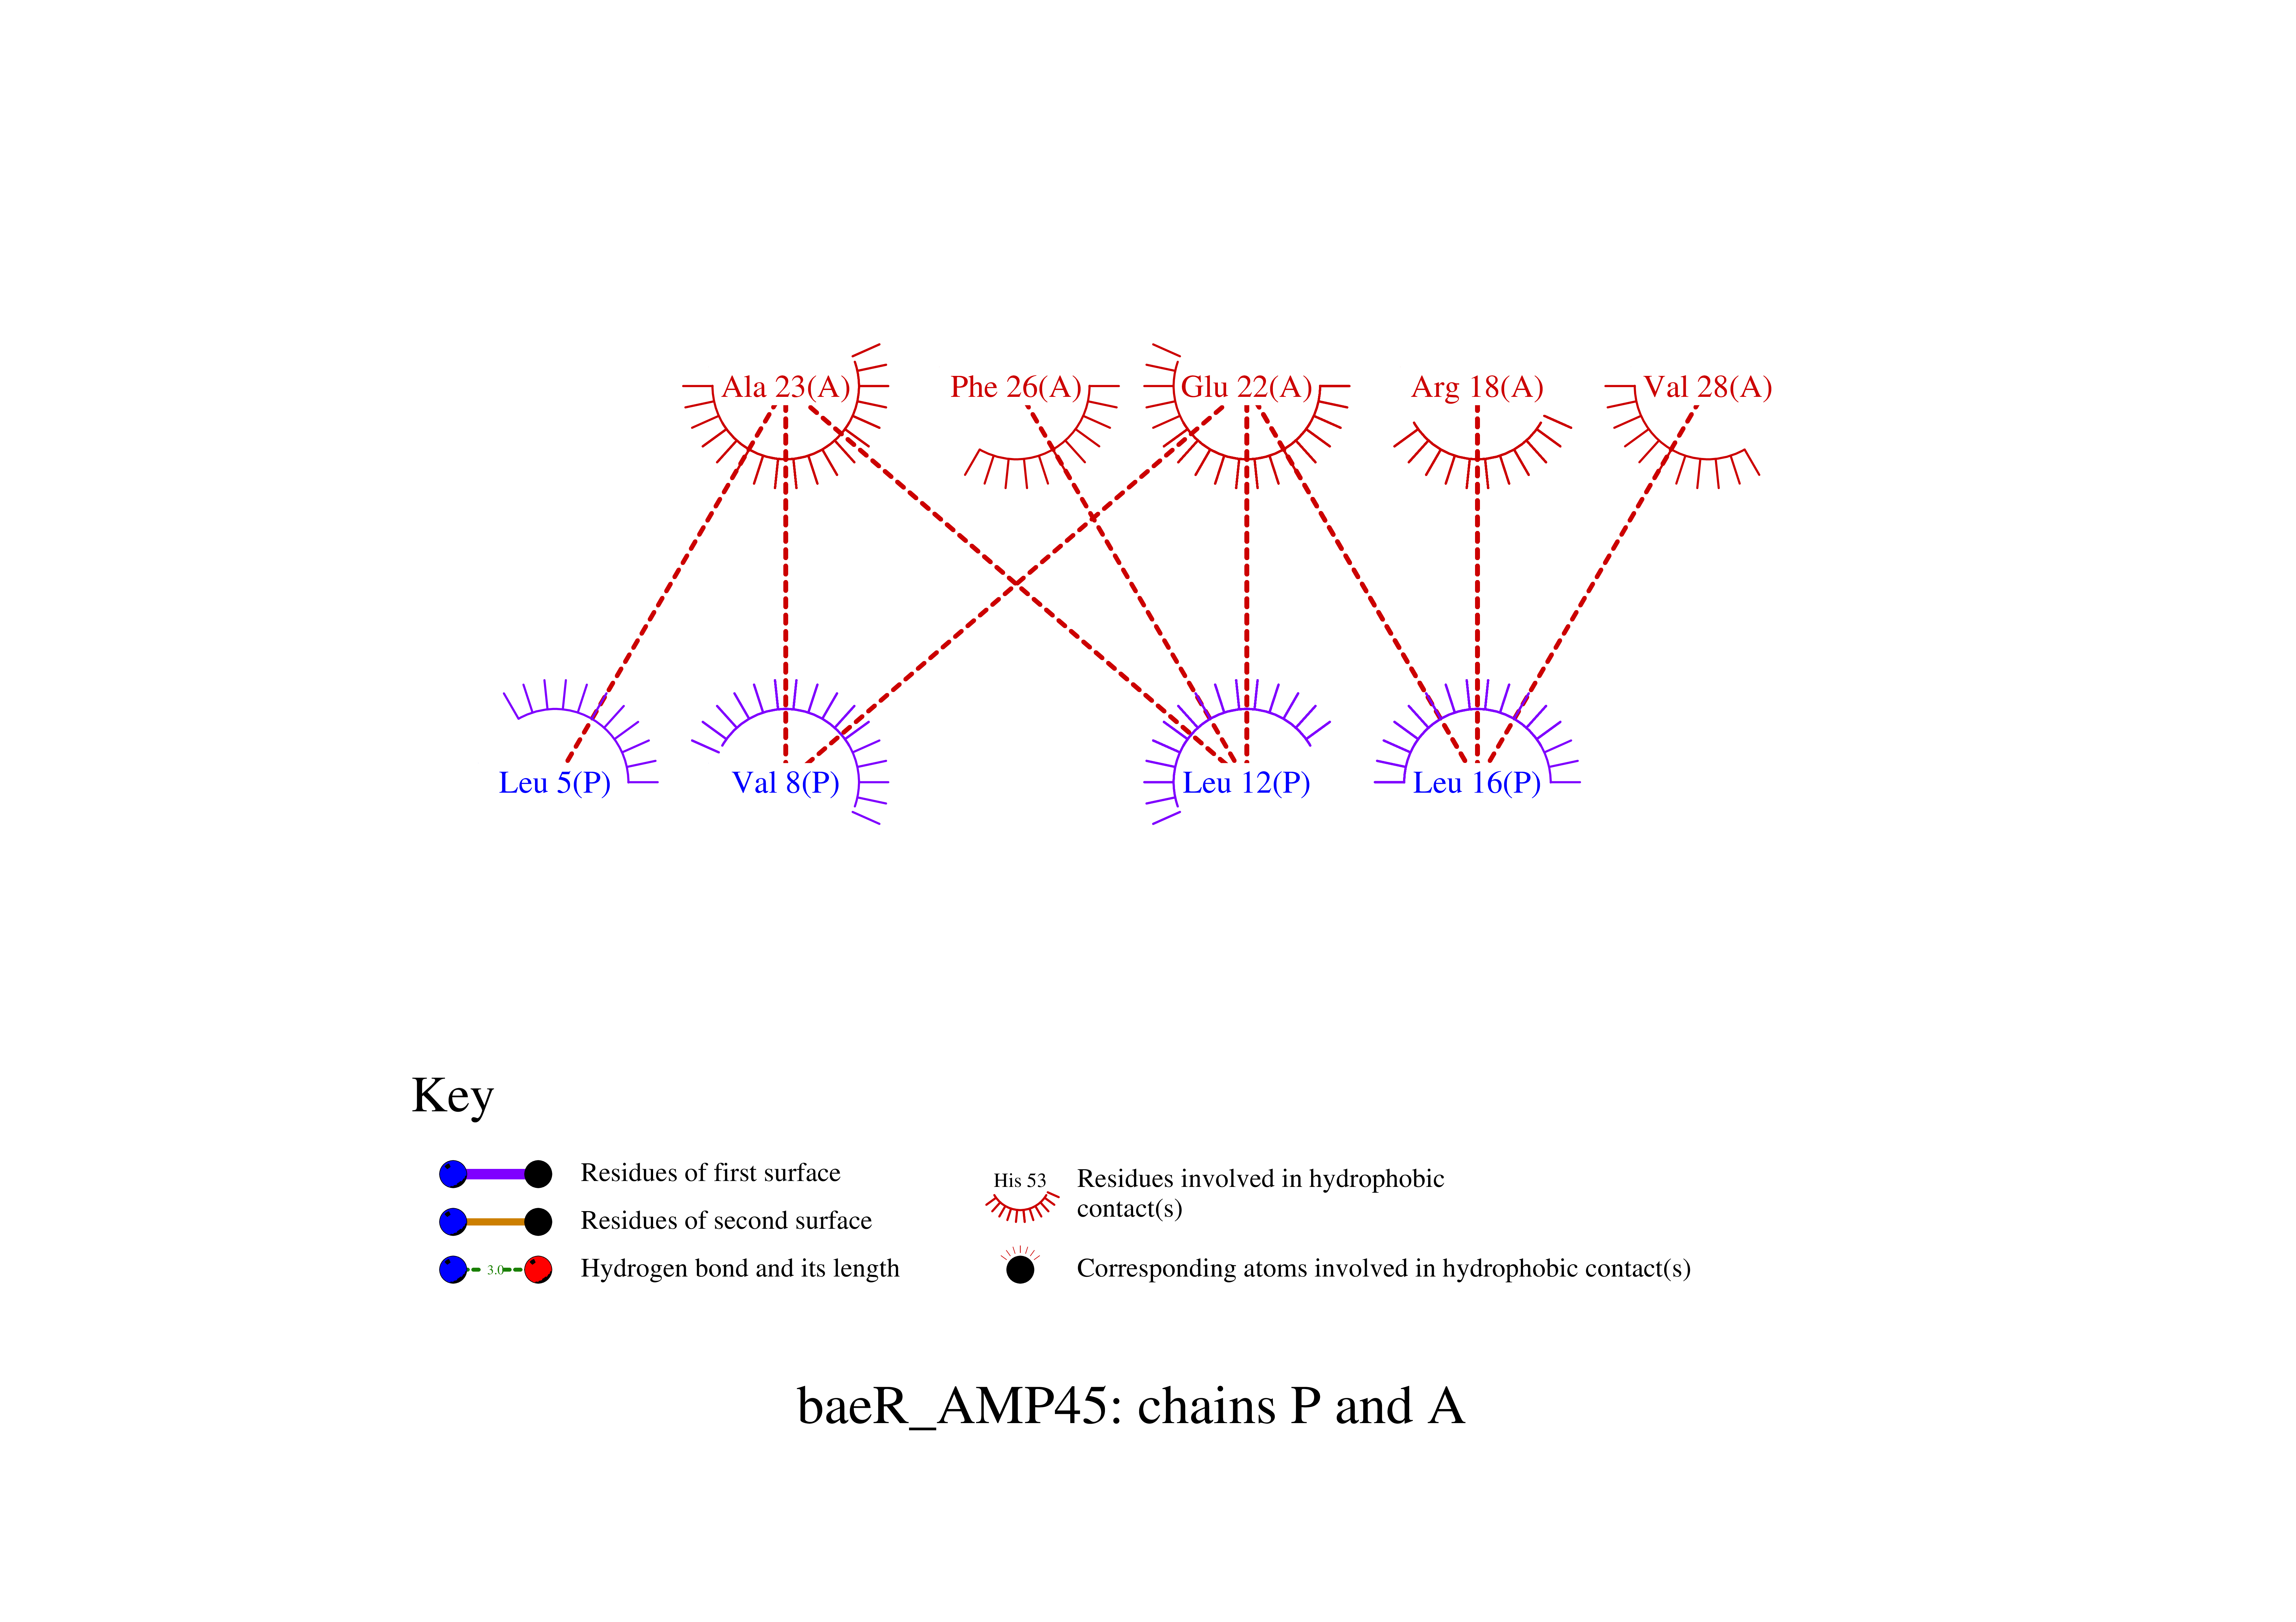 Ala 23(A) Phe 26(A) Glu 22(A) Arg 18(A) Val 28(A)
Leu 5(P) Val 8(P) Leu 12(P) Leu 16(P)
Key
Residues of first surface
Residues of second surface
3.0 Hydrogen bond and its length
His 53 Residues involved in hydrophobic
contact(s)
Corresponding atoms involved in hydrophobic contact(s)
baeR_AMP45: chains P and A